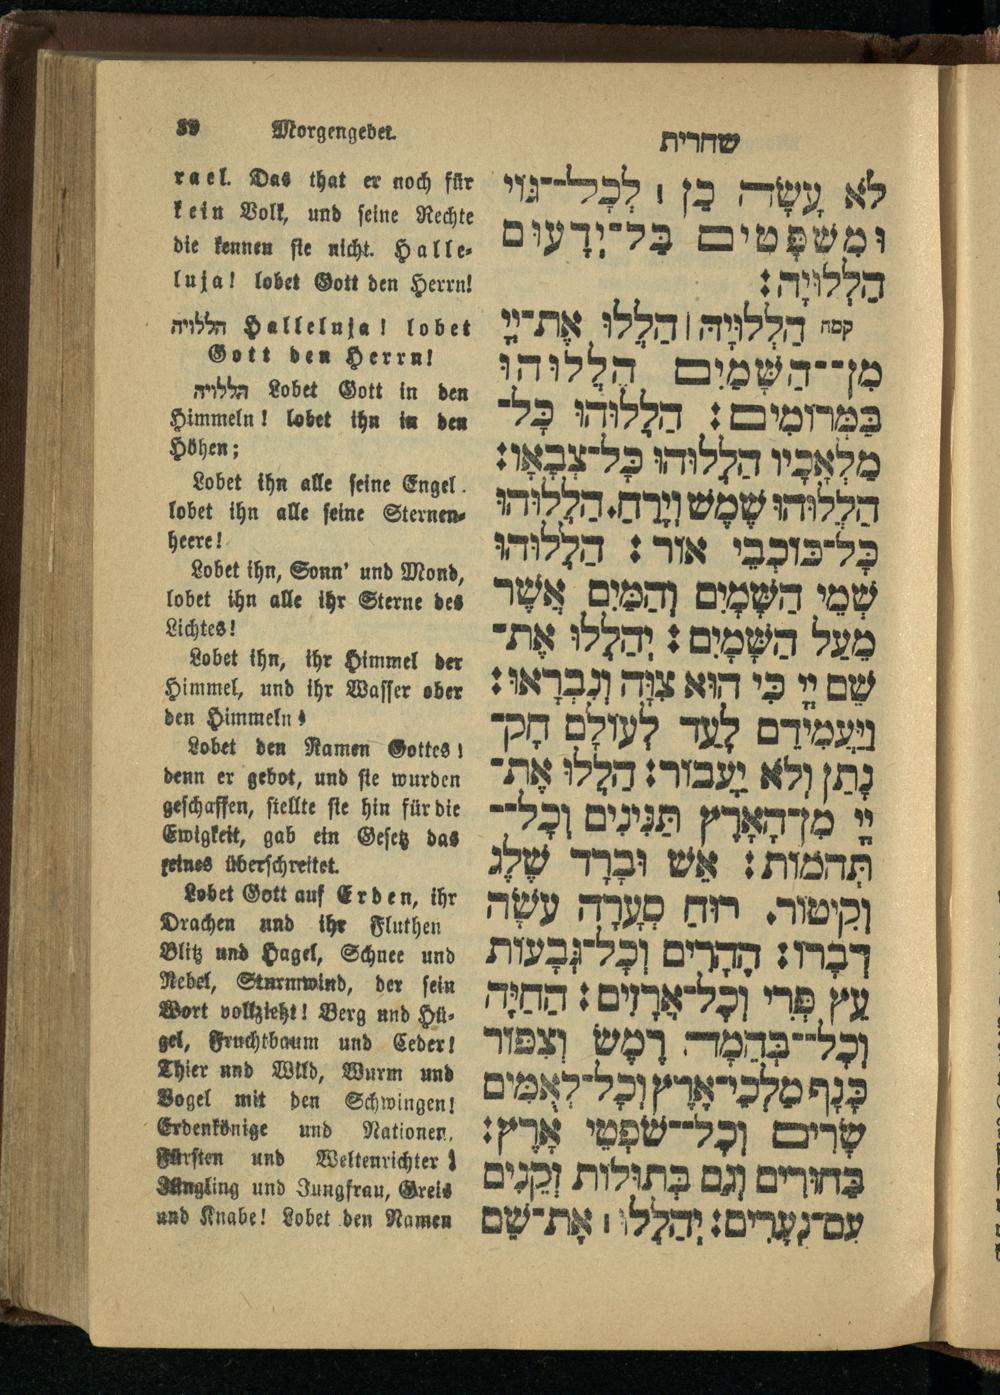 39 Morgengebet.
rael. Das that er noch für
kein Volk, und seine Rechte
die kennen sie nicht. Halle-
luja! lobet Gott den Herrn!
הללויה Halleluja! lobet
Gott den Herrn!
הללויה Lobet Gott in den
Himmeln! lobet ihn in den
Höhen;
Lobet ihn alle seine Engel.
lobet ihn alle seine Sternen-
heere!
Lobet ihn, Sonn' und Mond,
lobet ihn alle ihr Sterne des
Lichtes!
Lobet ihn, ihr Himmel der
Himmel, und ihr Wasser ober
den Himmeln!
Lobet den Namen Gottes!
denn er gebot, und sie wurden
geschaffen, stellte sie hin für die
Ewigkeit, gab ein Gesetz das
keines überschreitet.
Lobet Gott auf Erden, ihr
Drachen und ihr Fluthen
Blitz und Hagel, Schnee und
Nebel, Sturmwind, der sein
Wort vollzieht! Berg und Hü-
gel, Fruchtbaum und Ceder!
Thier und Wild, Wurm und
Vogel mit den Schwingen!
Erdenkönige und Nationen,
Fürsten und Weltenrichter!
Jüngling und Jungfrau, Greis
und Knabe! Lobet den Namen
שחרית
לֹא עָשָׂה כֵן ׀ לְכָל־גּוֹי
וּמִשְׁפָּטִים בַּל־יְדָעוּם
הַלְלוּיָהּ׃
קמח הַלְלוּיָהּ ׀ הַלְלוּ אֶת־יְיָ
מִן־הַשָּׁמַיִם הַלְלוּהוּ
בַּמְּרוֹמִים׃ הַלְלוּהוּ כָּל־
מַלְאָכָיו הַלְלוּהוּ כָּל־צְבָאָו׃
הַלְלוּהוּ שֶׁמֶשׁ וְיָרֵחַ. הַלְלוּהוּ
כָּל־כּוֹכְבֵי אוֹר׃ הַלְלוּהוּ
שְׁמֵי הַשָּׁמָיִם וְהַמַּיִם אֲשֶׁר
מֵעַל הַשָּׁמָיִם׃ יְהַלְלוּ אֶת־
שֵׁם יְיָ כִּי הוּא צִוָּה וְנִבְרָאוּ׃
וַיַּעֲמִידֵם לָעַד לְעוֹלָם חָק־
נָתַן וְלֹא יַעֲבוֹר׃ הַלְלוּ אֶת־
יְיָ מִן־הָאָרֶץ תַּנִּינִים וְכָל־
תְּהֹמוֹת׃ אֵשׁ וּבָרָד שֶׁלֶג
וְקִיטוֹר. רוּחַ סְעָרָה עֹשָׂה
דְבָרוֹ׃ הֶהָרִים וְכָל־גְּבָעוֹת
עֵץ פְּרִי וְכָל־אֲרָזִים׃ הַחַיָּה
וְכָל־בְּהֵמָה רֶמֶשׂ וְצִפּוֹר
כָּנָף מַלְכֵי־אֶרֶץ וְכָל־לְאֻמִּים
שָׂרִים וְכָל־שֹׁפְטֵי אָרֶץ׃
בַּחוּרִים וְגַם בְּתוּלוֹת זְקֵנִים
עִם־נְעָרִים׃ יְהַלְלוּ ׀ אֶת־שֵׁם